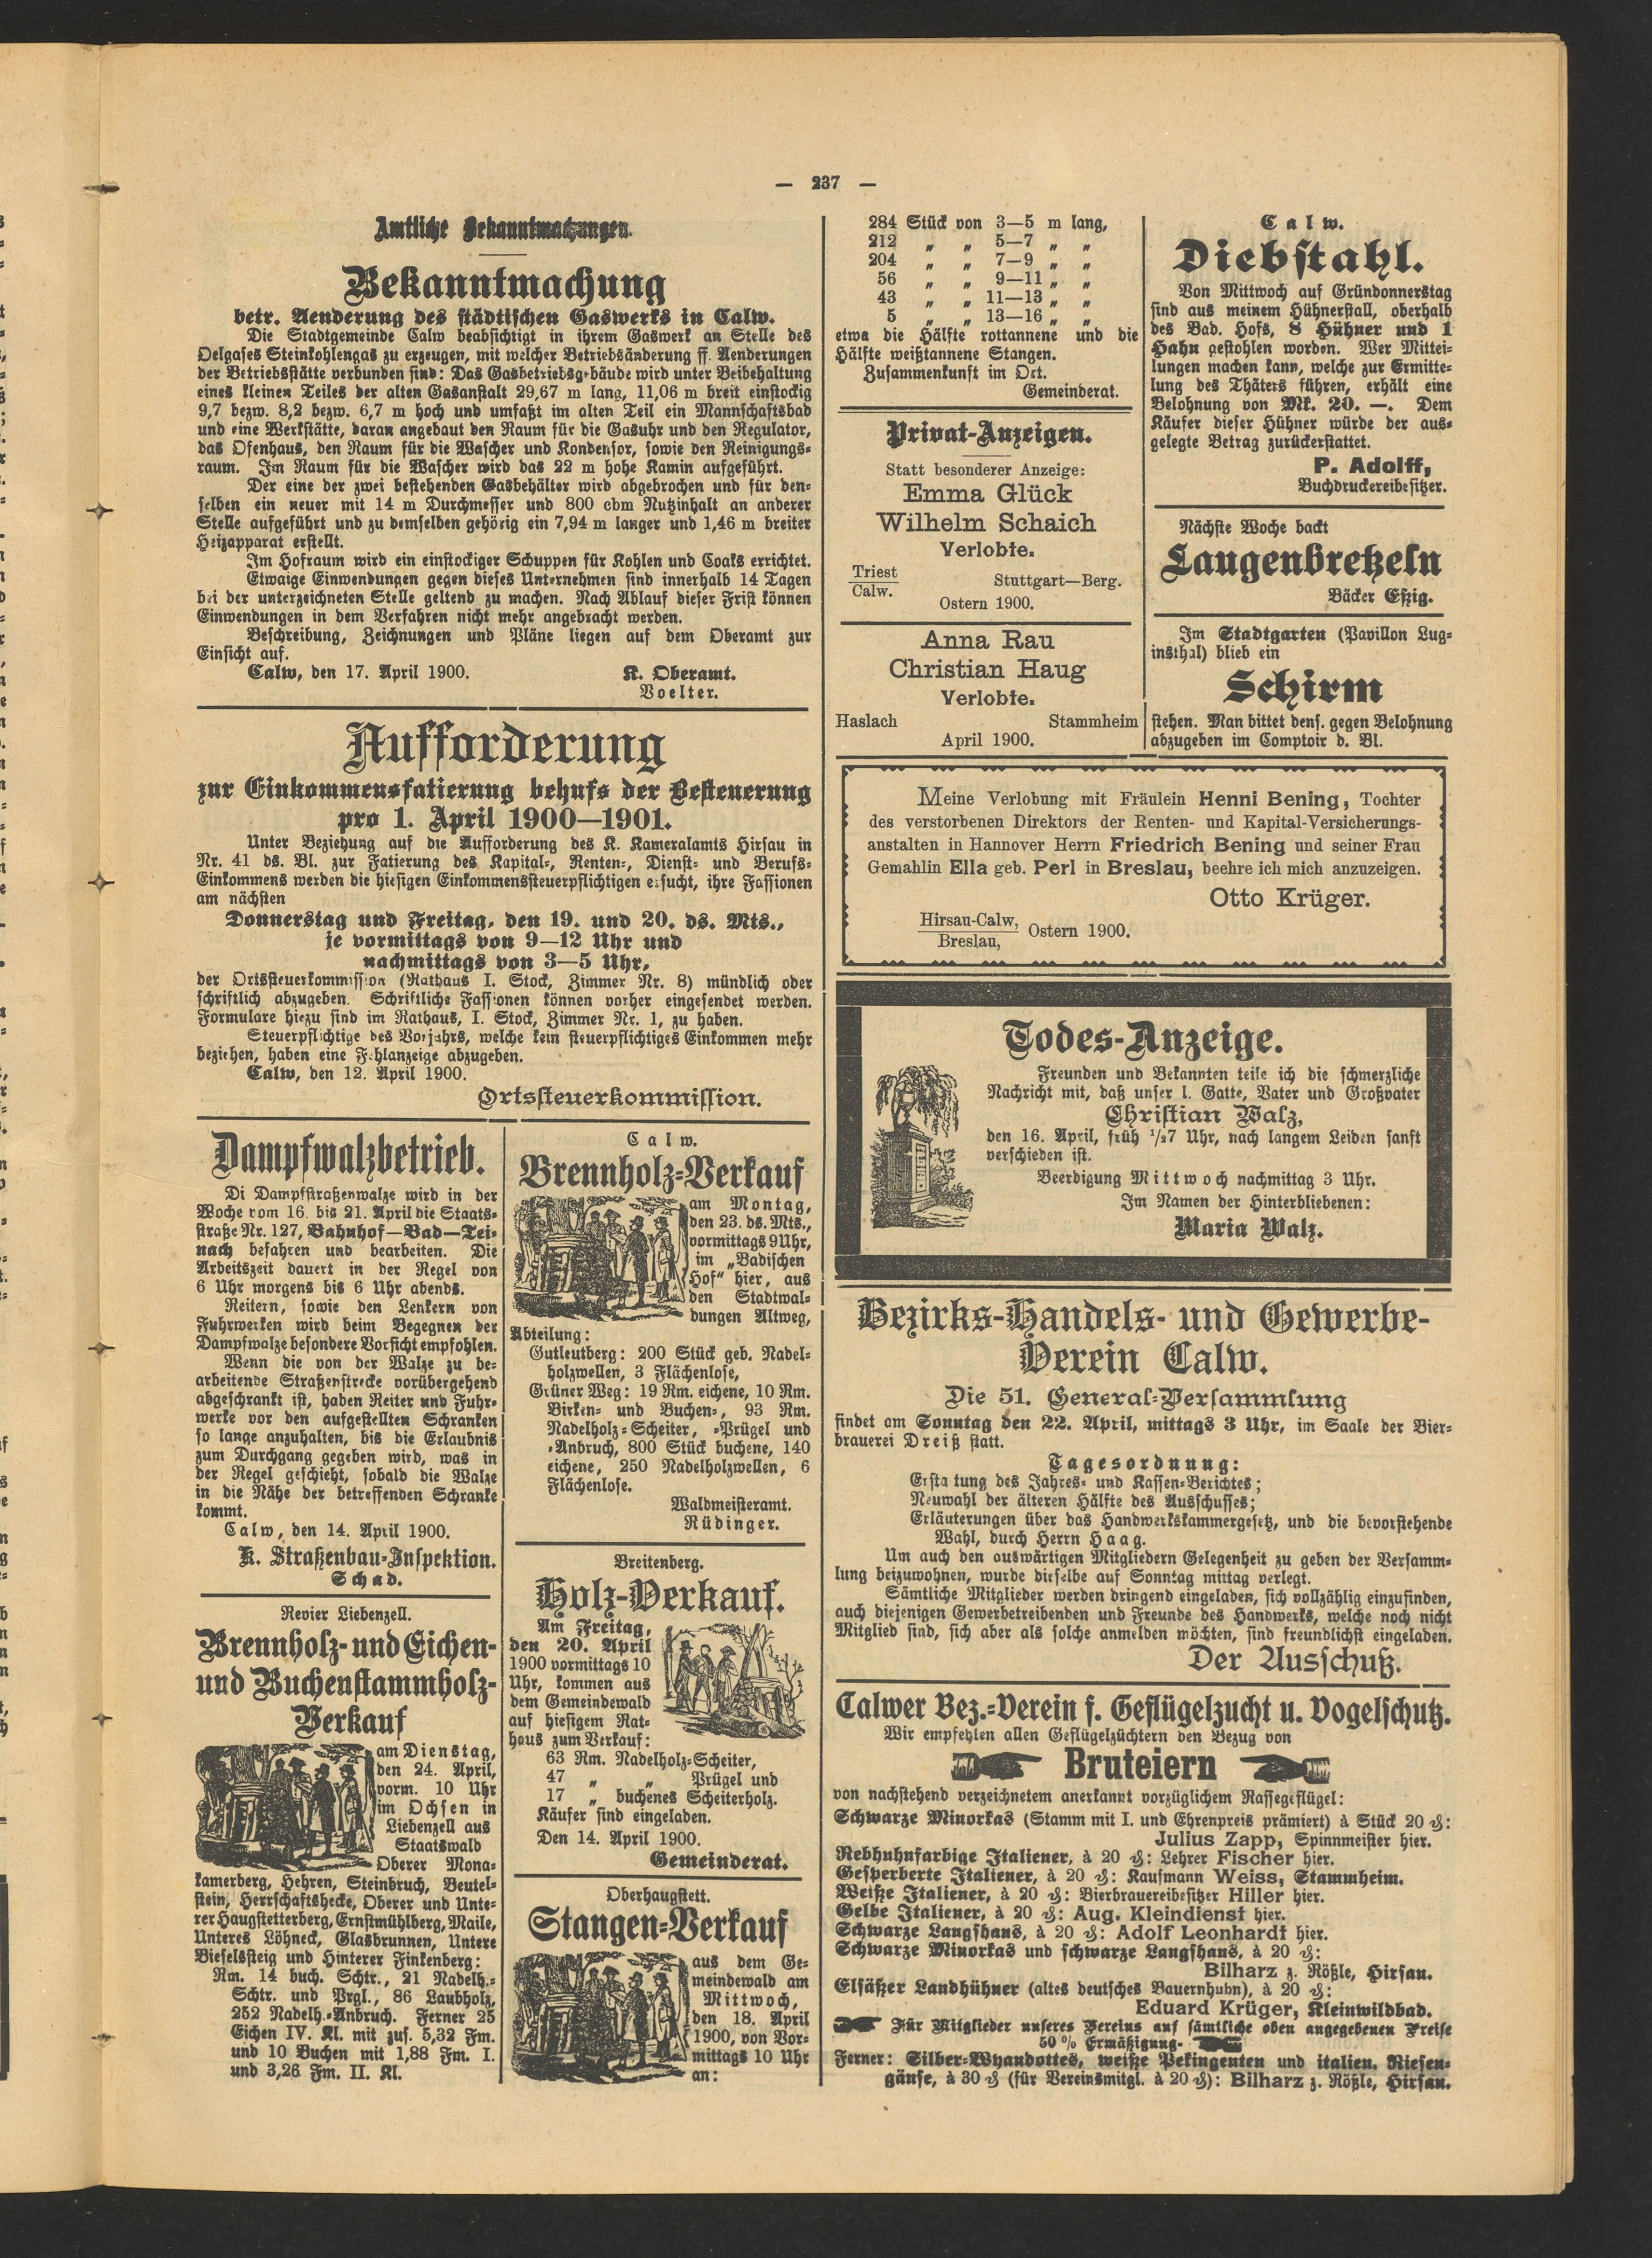 — 237 —
Amtliche Bekanntmachungen.
Bekanntmachung
betr. Aenderung des städtischen Gaswerks in Calw.
Die Stadtgemeinde Calw beabsichtigt in ihrem Gaswerk an Stelle des
Oelgases Steinkohlengas zu erzeugen, mit welcher Betriebsänderung ff. Aenderungen
der Betriebsstätte verbunden sind: Das Gasbetriebsgebäude wird unter Beibehaltung
eines kleinen Teiles der alten Gasanstalt 29,67 m lang, 11,06 m breit einstockig
9,7 bezw. 8,2 bezw. 6,7 m hoch und umfaßt im alten Teil ein Mannschaftsbad
und eine Werkstätte, daran angebaut den Raum für die Gasuhr und den Regulator,
das Ofenhaus, den Raum für die Wascher und Kondensor, sowie den Reinigungs-
raum. Im Raum für die Wascher wird das 22 m hohe Kamin aufgeführt.
Der eine der zwei bestehenden Gasbehälter wird abgebrochen und für den-
selben ein neuer mit 14 m Durchmesser und 800 cbm Nutzinhalt an anderer
Stelle aufgeführt und zu demselben gehörig ein 7,94 m langer und 1,46 m breiter
Heizapparat erstellt.
Im Hofraum wird ein einstockiger Schuppen für Kohlen und Coaks errichtet.
Etwaige Einwendungen gegen dieses Unternehmen sind innerhalb 14 Tagen
bei der unterzeichneten Stelle geltend zu machen. Nach Ablauf dieser Frist können
Einwendungen in dem Verfahren nicht mehr angebracht werden.
Beschreibung, Zeichnungen und Pläne liegen auf dem Oberamt zur
Einsicht auf.
Calw, den 17. April 1900. K. Oberamt.
Voelter.
Aufforderung
zur Einkommensfatierung behufs der Besteuerung
pro 1. April 1900—1901.
Unter Beziehung auf die Aufforderung des K. Kameralamts Hirsau in
Nr. 41 ds. Bl. zur Fatierung des Kapital-, Renten-, Dienst- und Berufs-
Einkommens werden die hiesigen Einkommenssteuerpflichtigen ersucht, ihre Fassionen
am nächsten
Donnerstag und Freitag, den 19. und 20. ds. Mts.,
je vormittags von 9—12 Uhr und
nachmittags von 3—5 Uhr,
der Ortssteuerkommission (Rathaus I. Stock, Zimmer Nr. 8) mündlich oder
schriftlich abzugeben. Schriftliche Fassionen können vorher eingesendet werden.
Formulare hiezu sind im Rathaus, I. Stock, Zimmer Nr. 1, zu haben.
Steuerpflichtige des Vorjahrs, welche kein steuerpflichtiges Einkommen mehr
beziehen, haben eine Fehlanzeige abzugeben.
Calw, den 12. April 1900.
Ortssteuerkommission.
Dampfwalzbetrieb.
Di Dampfstraßenwalze wird in der
Woche vom 16. bis 21. April die Staats-
straße Nr. 127, Bahnhof—Bad—Tei-
nach befahren und bearbeiten. Die
Arbeitszeit dauert in der Regel von
6 Uhr morgens bis 6 Uhr abends.
Reitern, sowie den Lenkern von
Fuhrwerken wird beim Begegnen der
Dampfwalze besondere Vorsicht empfohlen.
Wenn die von der Walze zu be-
arbeitende Straßenstrecke vorübergehend
abgeschrankt ist, haben Reiter und Fuhr-
werke vor den aufgestellten Schranken
so lange anzuhalten, bis die Erlaubnis
zum Durchgang gegeben wird, was in
der Regel geschieht, sobald die Walze
in die Nähe der betreffenden Schranke
kommt.
Calw, den 14. April 1900.
K. Straßenbau-Inspektion.
Schad.
Revier Liebenzell.
Brennholz- und Eichen-
und Buchenstammholz-
Verkauf
am Dienstag,
den 24. April,
vorm. 10 Uhr
im Ochsen in
Liebenzell aus
Staatswald
Oberer Mona-
kamerberg, Hehren, Steinbruch, Beutel-
stein, Herrschaftshecke, Oberer und Unte-
rer Haugstetterberg, Ernstmühlberg, Maile,
Unteres Löhneck, Glasbrunnen, Untere
Bieselssteig und Hinterer Finkenberg:
Rm. 14 buch. Schtr., 21 Nadelh.-
Schtr. und Prgl., 86 Laubholz,
252 Nadelh.-Anbruch. Ferner 25
Eichen IV. Kl. mit zus. 5,32 Fm.
und 10 Buchen mit 1,88 Fm. I.
und 3,26 Fm. II. Kl.
Calw.
Brennholz-Verkauf
am Montag,
den 23. ds. Mts.,
vormittags 9 Uhr,
im „Badischen
Hof“ hier, aus
den Stadtwal-
dungen Altweg,
Abteilung:
Gutleutberg: 200 Stück geb. Nadel-
holzwellen, 3 Flächenlose,
Grüner Weg: 19 Rm. eichene, 10 Rm.
Birken- und Buchen-, 93 Rm.
Nadelholz-Scheiter, -Prügel und
-Anbruch, 800 Stück buchene, 140
eichene, 250 Nadelholzwellen, 6
Flächenlose.
Waldmeisteramt.
Rüdinger.
Breitenberg.
Holz-Verkauf.
Am Freitag,
den 20. April
1900 vormittags 10
Uhr, kommen aus
dem Gemeindewald
auf hiesigem Rat-
haus zum Verkauf:
63 Rm. Nadelholz-Scheiter,
47 „ „ Prügel und
17 „ buchenes Scheiterholz.
Käufer sind eingeladen.
Den 14. April 1900.
Gemeinderat.
Oberhaugstett.
Stangen-Verkauf
aus dem Ge-
meindewald am
Mittwoch,
den 18. April
1900, von Vor-
mittags 10 Uhr
an:
284 Stück von 3—5 m lang,
212 „ „ 5—7 „ „
204 „ „ 7—9 „ „
56 „ „ 9—11 „ „
43 „ „ 11—13 „ „
5 „ „ 13—16 „ „
etwa die Hälfte rottannene und die
Hälfte weißtannene Stangen.
Zusammenkunft im Ort.
Gemeinderat.
Privat-Anzeigen.
Statt besonderer Anzeige:
Emma Glück
Wilhelm Schaich
Verlobte.
Triest
Calw.
Stuttgart—Berg.
Ostern 1900.
Anna Rau
Christian Haug
Verlobte.
Haslach Stammheim
April 1900.
Calw.
Diebstahl.
Von Mittwoch auf Gründonnerstag
sind aus meinem Hühnerstall, oberhalb
des Bad. Hofs, 8 Hühner und 1
Hahn gestohlen worden. Wer Mittei-
lungen machen kann, welche zur Ermitte-
lung des Thäters führen, erhält eine
Belohnung von Mk. 20. —. Dem
Käufer dieser Hühner würde der aus-
gelegte Betrag zurückerstattet.
P. Adolff,
Buchdruckereibesitzer.
Nächste Woche backt
Laugenbretzeln
Bäcker Eßig.
Im Stadtgarten (Pavillon Lug-
insthal) blieb ein
Schirm
stehen. Man bittet dens. gegen Belohnung
abzugeben im Comptoir d. Bl.
Meine Verlobung mit Fräulein Henni Bening, Tochter
des verstorbenen Direktors der Renten- und Kapital-Versicherungs-
anstalten in Hannover Herrn Friedrich Bening und seiner Frau
Gemahlin Ella geb. Perl in Breslau, beehre ich mich anzuzeigen.
Otto Krüger.
Hirsau-Calw,
Breslau,
Ostern 1900.
Todes-Anzeige.
Freunden und Bekannten teile ich die schmerzliche
Nachricht mit, daß unser l. Gatte, Vater und Großvater
Christian Walz,
den 16. April, früh ½7 Uhr, nach langem Leiden sanft
verschieden ist.
Beerdigung Mittwoch nachmittag 3 Uhr.
Im Namen der Hinterbliebenen:
Maria Walz.
Bezirks-Handels- und Gewerbe-
Verein Calw.
Die 51. General-Versammlung
findet am Sonntag den 22. April, mittags 3 Uhr, im Saale der Bier-
brauerei Dreiß statt.
Tagesordnung:
Ersta tung des Jahres- und Kassen-Berichtes;
Neuwahl der älteren Hälfte des Ausschusses;
Erläuterungen über das Handwerkskammergesetz, und die bevorstehende
Wahl, durch Herrn Haag.
Um auch den auswärtigen Mitgliedern Gelegenheit zu geben der Versamm-
lung beizuwohnen, wurde dieselbe auf Sonntag mittag verlegt.
Sämtliche Mitglieder werden dringend eingeladen, sich vollzählig einzufinden,
auch diejenigen Gewerbetreibenden und Freunde des Handwerks, welche noch nicht
Mitglied sind, sich aber als solche anmelden möchten, sind freundlichst eingeladen.
Der Ausschuß.
Calwer Bez.-Verein f. Geflügelzucht u. Vogelschutz.
Wir empfehlen allen Geflügelzüchtern den Bezug von
Bruteiern
von nachstehend verzeichnetem anerkannt vorzüglichem Rassegeflügel:
Schwarze Minorkas (Stamm mit I. und Ehrenpreis prämiert) à Stück 20 ₰:
Julius Zapp, Spinnmeister hier.
Rebhuhnfarbige Italiener, à 20 ₰: Lehrer Fischer hier.
Gesperberte Italiener, à 20 ₰: Kaufmann Weiss, Stammheim.
Weiße Italiener, à 20 ₰: Bierbrauereibesitzer Hiller hier.
Gelbe Italiener, à 20 ₰: Aug. Kleindienst hier.
Schwarze Langshans, à 20 ₰: Adolf Leonhardt hier.
Schwarze Minorkas und schwarze Langshans, à 20 ₰:
Bilharz z. Rößle, Hirsau.
Elsäßer Landhühner (altes deutsches Bauernhuhn), à 20 ₰:
Eduard Krüger, Kleinwildbad.
Für Mitglieder unseres Vereins auf sämtliche oben angegebenen Preise
50 % Ermäßigung.
Ferner: Silber-Wyandottes, weiße Pekingenten und italien. Riesen-
gänse, à 30 ₰ (für Vereinsmitgl. à 20 ₰): Bilharz z. Rößle, Hirsau.